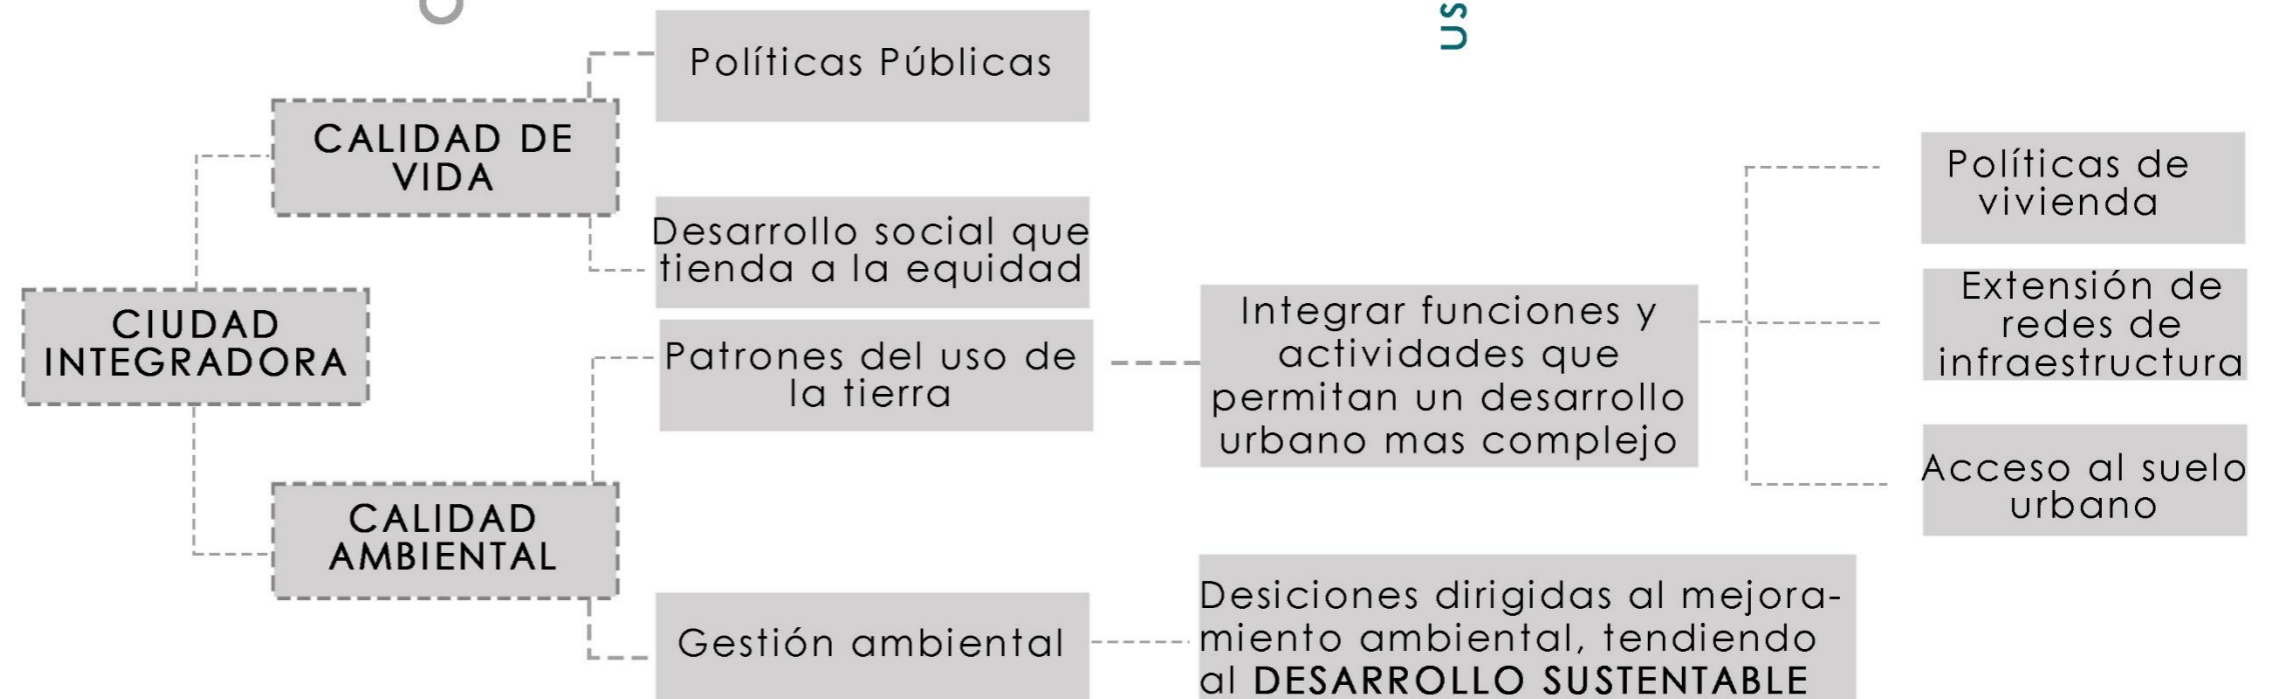 us
Políticas Públicas
CALIDAD DE
VIDA
Desarrollo social que
tienda a la equidad
CIUDAD
INTEGRADORA
Patrones del uso de
la tierra
Integrar funciones y
actividades que
permitan un desarrollo
urbano mas complejo
Políticas de
vivienda
Extensión de
redes de
infraestructura
Acceso al suelo
urbano
CALIDAD
AMBIENTAL
Gestión ambiental
Desiciones dirigidas al mejora-
miento ambiental, tendiendo
al DESARROLLO SUSTENTABLE